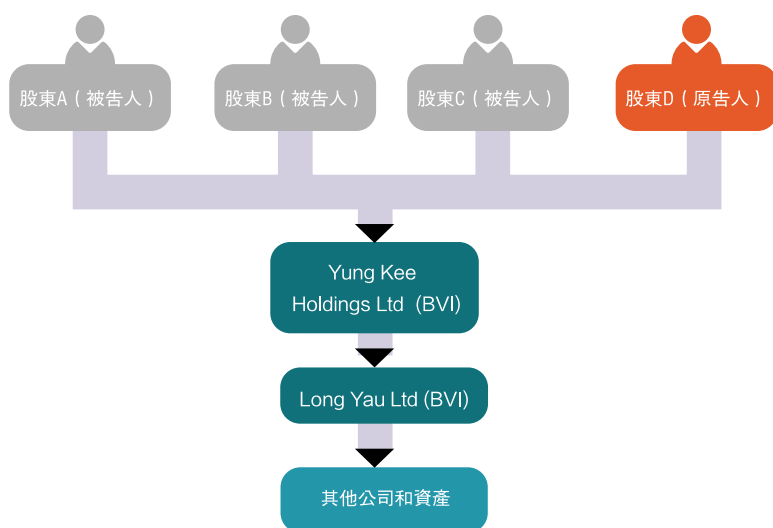 股東A ( 被告人 )
股東B ( 被告人 )
股東C ( 被告人 )
股東D ( 原告人 )
Yung Kee
Holdings Ltd (BVI)
Long Yau Ltd (BVI)
其他公司和資產